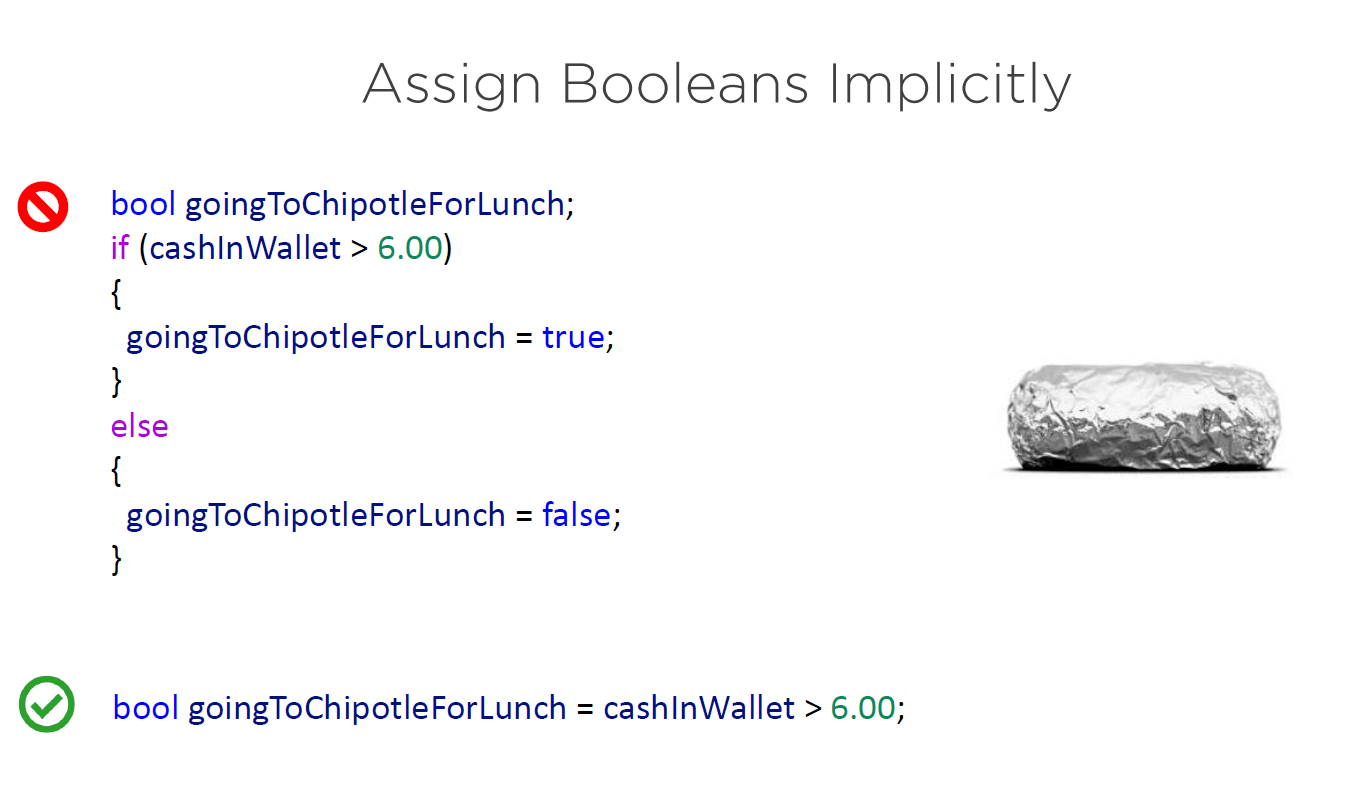 Assign Booleans Implicitly
bool goingToChipotleForLunch;
if (cashInWallet > 6.00)
{
goingToChipotleForLunch = true;
}
else
{
goingToChipotleForLunch = false;
}
bool goingToChipotleForLunch = cashInWallet > 6.00;